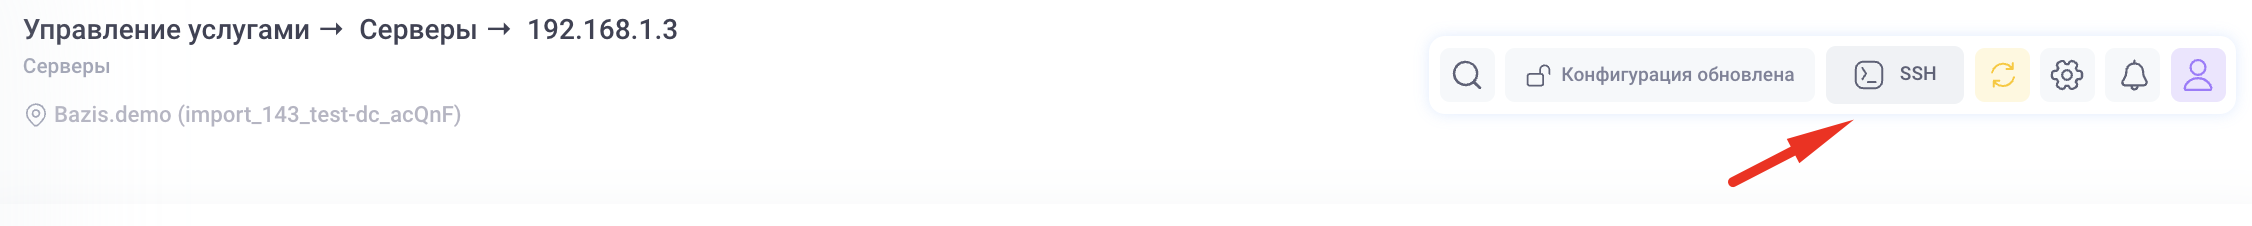 Управление услугами → Серверы → 192.168.1.3
Серверы
Bazis.demo (import_143_test-dc_acQnF)
Конфигурация обновлена
SSH